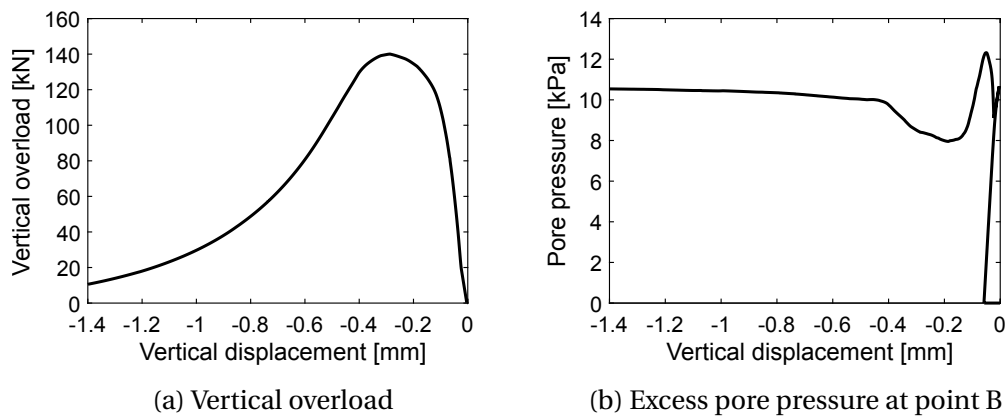 160
140
120
100
80
60
40
20
0
Vertical overload [kN]
-1.4 -1.2 -1 -0.8 -0.6 -0.4 -0.2 0
Vertical displacement [mm]
(a) Vertical overload
14
12
10
8
6
4
2
0
Pore pressure [kPa]
-1.4 -1.2 -1 -0.8 -0.6 -0.4 -0.2 0
Vertical displacement [mm]
(b) Excess pore pressure at point B